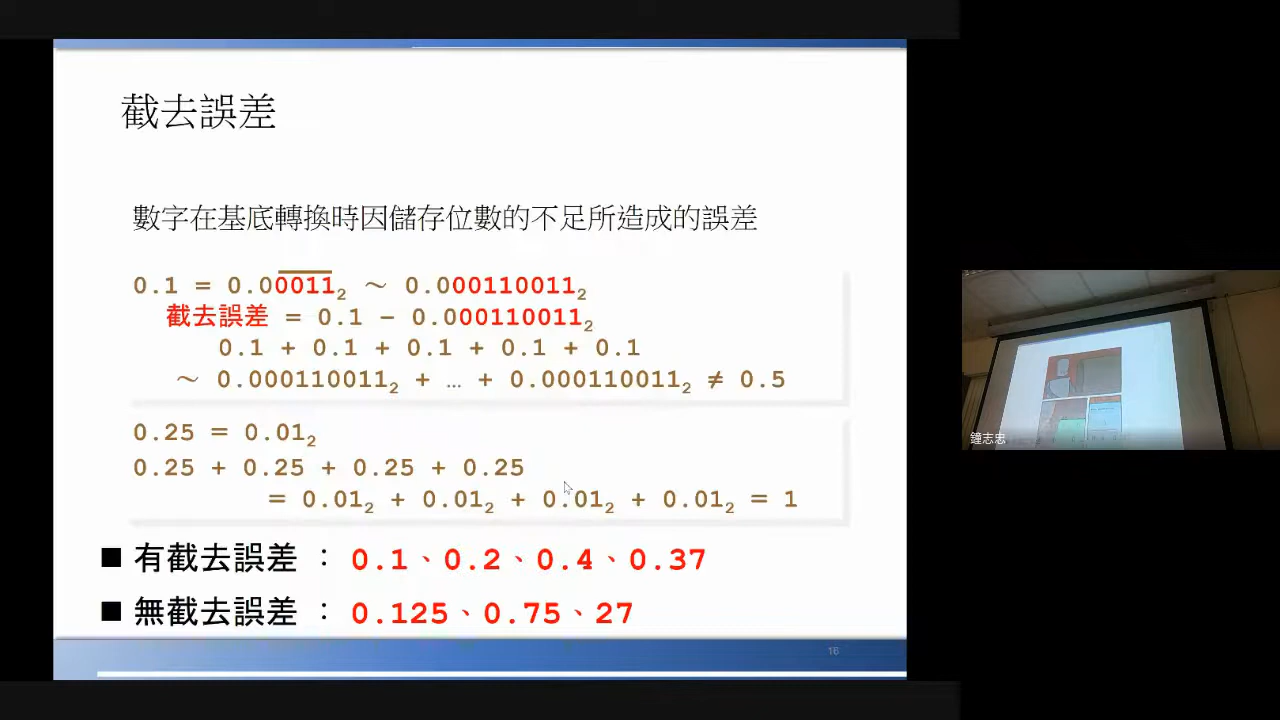 截去誤差
數字在基底轉換時因儲存位數的不足所造成的誤差
0.1 = 0.00011₂ ～ 0.000110011₂
截去誤差 = 0.1 − 0.000110011₂
0.1 + 0.1 + 0.1 + 0.1 + 0.1
～ 0.000110011₂ + … + 0.000110011₂ ≠ 0.5
0.25 = 0.01₂
0.25 + 0.25 + 0.25 + 0.25
= 0.01₂ + 0.01₂ + 0.01₂ + 0.01₂ = 1
■ 有截去誤差 ： 0.1、0.2、0.4、0.37
■ 無截去誤差 ： 0.125、0.75、27
16
鐘志忠